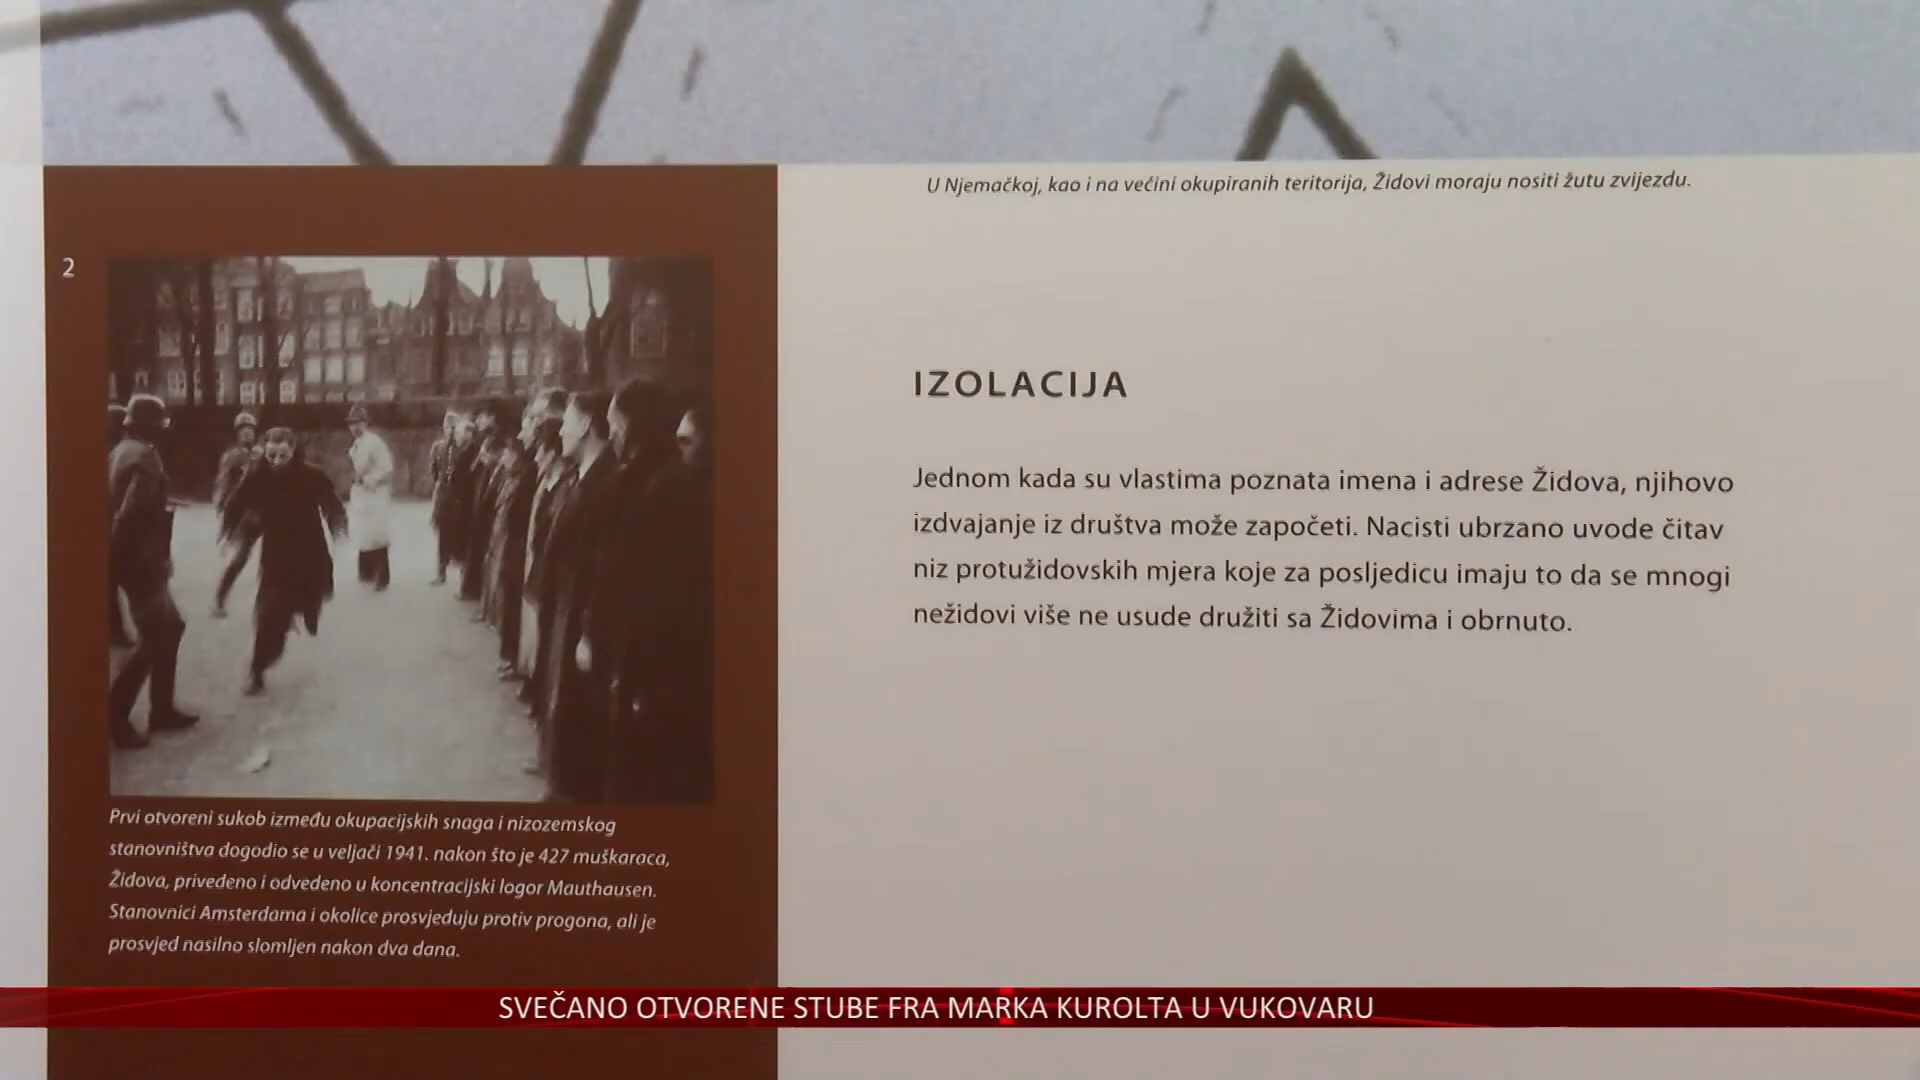 U Njemačkoj, kao i na većini okupiranih teritorija, Židovi moraju nositi žutu zvijezdu.
2
IZOLACIJA
Jednom kada su vlastima poznata imena i adrese Židova, njihovo
izdvajanje iz društva može započeti. Nacisti ubrzano uvode čitav
niz protužidovskih mjera koje za posljedicu imaju to da se mnogi
nežidovi više ne usude družiti sa Židovima i obrnuto.
Prvi otvoreni sukob između okupacijskih snaga i nizozemskog
stanovništva dogodio se u veljači 1941. nakon što je 427 muškaraca,
Židova, privedeno i odvedeno u koncentracijski logor Mauthausen.
Stanovnici Amsterdama i okolice prosvjeduju protiv progona, ali je
prosvjed nasilno slomljen nakon dva dana.
SVEČANO OTVORENE STUBE FRA MARKA KUROLTA U VUKOVARU